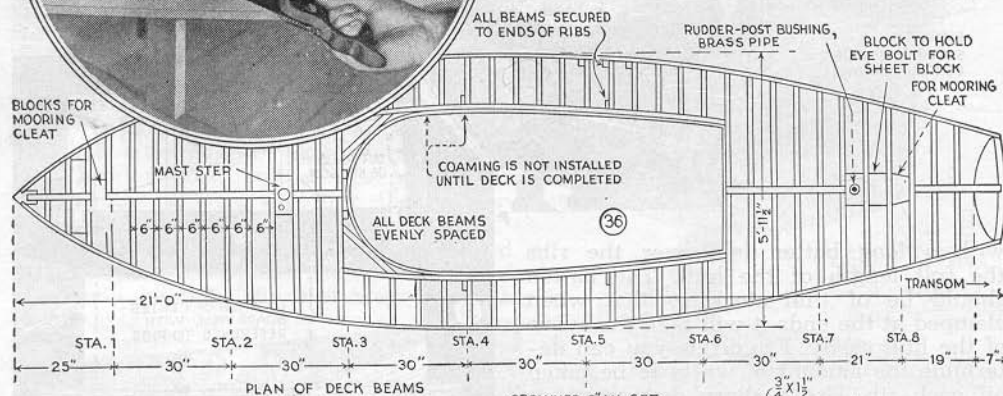 ALL BEAMS SECURED
TO ENDS OF RIBS
RUDDER-POST BUSHING,
BRASS PIPE
BLOCK TO HOLD
EYE BOLT FOR
SHEET BLOCK
FOR MOORING
CLEAT
BLOCKS FOR
MOORING
CLEAT
MAST STEP
COAMING IS NOT INSTALLED
UNTIL DECK IS COMPLETED
6" 6" 6" 6" 6" 6"
ALL DECK BEAMS
EVENLY SPACED
36
5'-11½"
TRANSOM
21'-0"
STA.1 STA.2 STA.3 STA.4 STA.5 STA.6 STA.7 STA.8
25" 30" 30" 30" 30" 30" 30" 21" 19" 7"
PLAN OF DECK BEAMS
¾"X1½"